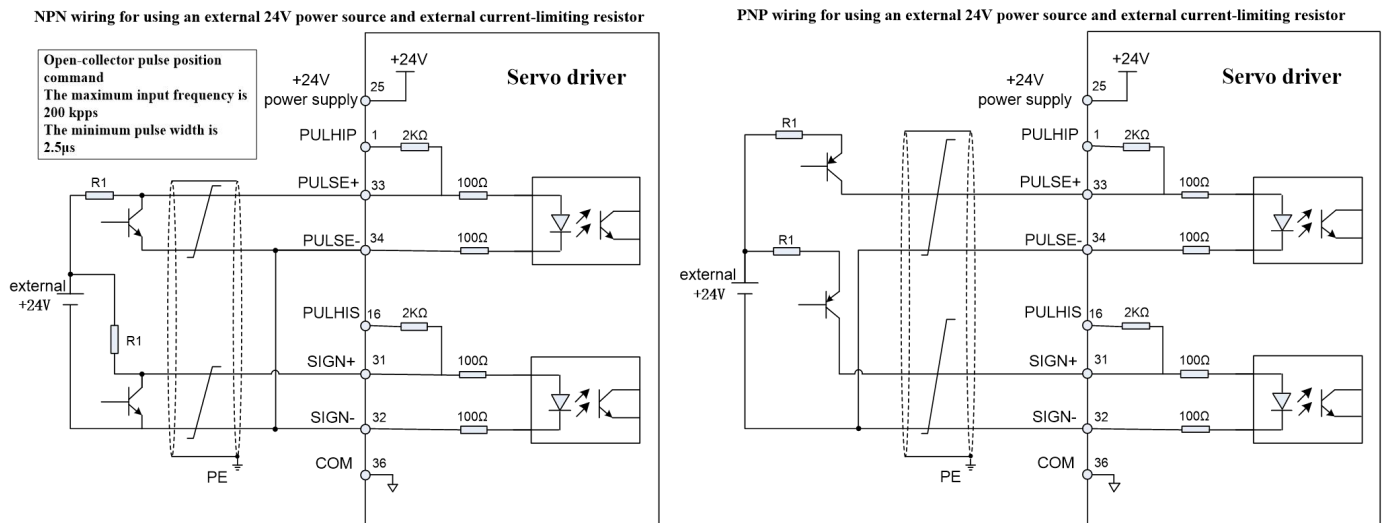 NPN wiring for using an external 24V power source and external current-limiting resistor
Open-collector pulse position
command
The maximum input frequency is
200 kpps
The minimum pulse width is
2.5μs
+24V
+24V
power supply
25
Servo driver
PULHIP
1
2KΩ
R1
PULSE+
33
100Ω
PULSE-
34
100Ω
external
+24V
PULHIS
16
2KΩ
R1
SIGN+
31
100Ω
SIGN-
32
100Ω
COM
36
PE
PNP wiring for using an external 24V power source and external current-limiting resistor
+24V
+24V
power supply
25
Servo driver
R1
PULHIP
1
2KΩ
PULSE+
33
100Ω
R1
PULSE-
34
100Ω
external
+24V
PULHIS
16
2KΩ
SIGN+
31
100Ω
SIGN-
32
100Ω
COM
36
PE